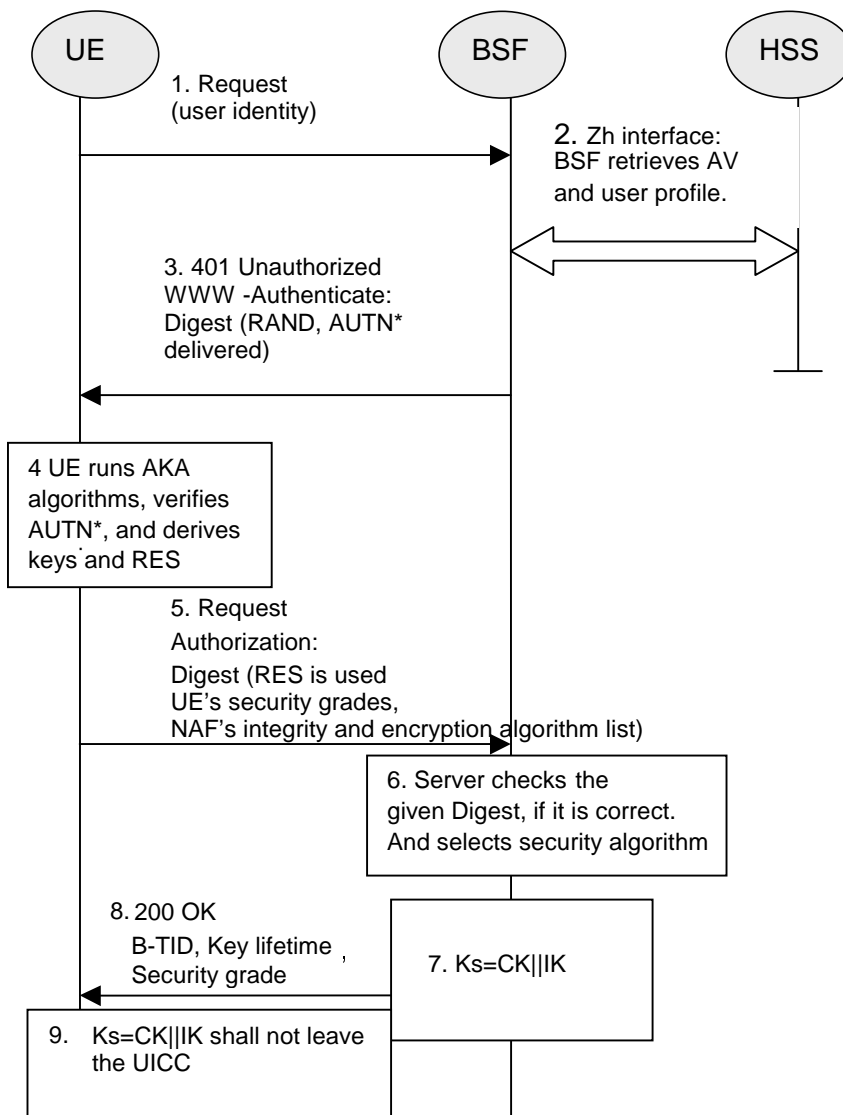 UE
BSF
HSS
1. Request
(user identity)
2. Zh interface:
BSF retrieves AV
and user profile.
3. 401 Unauthorized
WWW -Authenticate:
Digest (RAND, AUTN*
delivered)
4 UE runs AKA
algorithms, verifies
AUTN*, and derives
keys and RES
5. Request
Authorization:
Digest (RES is used
UE's security grades,
NAF's integrity and encryption algorithm list)
6. Server checks the
given Digest, if it is correct.
And selects security algorithm
7. Ks=CK||IK
8. 200 OK
B-TID, Key lifetime ,
Security grade
9. Ks=CK||IK shall not leave
the UICC